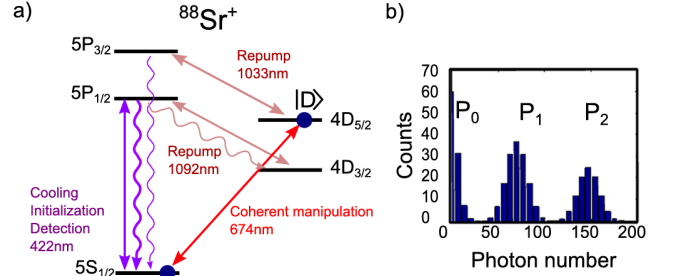 a)
⁸⁸Sr⁺
b)
5P₃/₂
Repump
1033nm
5P₁/₂
|D⟩
4D₅/₂
Repump
1092nm
4D₃/₂
Cooling
Initialization
Detection
422nm
Coherent manipulation
674nm
5S₁/₂
70
60
50
40
30
20
10
0
Counts
P₀ P₁ P₂
0 50 100 150 200
Photon number